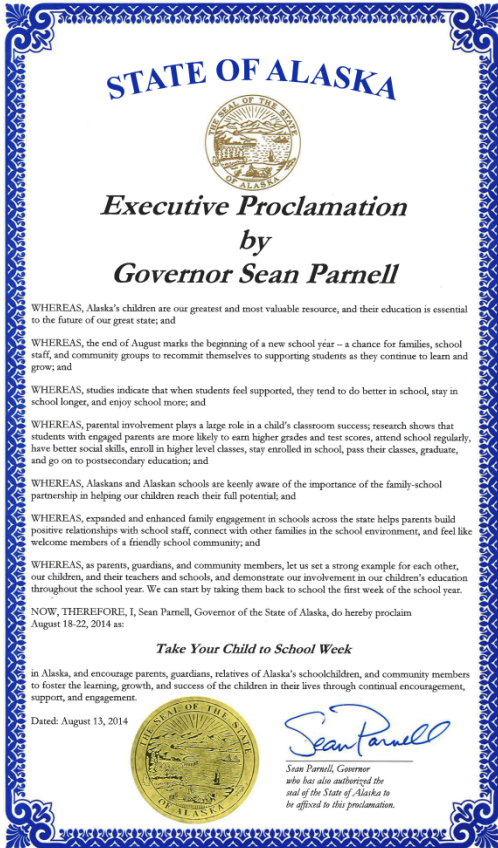 STATE OF ALASKA
THE SEAL OF THE STATE OF ALASKA
Executive Proclamation
by
Governor Sean Parnell
WHEREAS, Alaska's children are our greatest and most valuable resource, and their education is essential
to the future of our great state; and
WHEREAS, the end of August marks the beginning of a new school year – a chance for families, school
staff, and community groups to recommit themselves to supporting students as they continue to learn and
grow; and
WHEREAS, studies indicate that when students feel supported, they tend to do better in school, stay in
school longer, and enjoy school more; and
WHEREAS, parental involvement plays a large role in a child's classroom success; research shows that
students with engaged parents are more likely to earn higher grades and test scores, attend school regularly,
have better social skills, enroll in higher level classes, stay enrolled in school, pass their classes, graduate,
and go on to postsecondary education; and
WHEREAS, Alaskans and Alaskan schools are keenly aware of the importance of the family-school
partnership in helping our children reach their full potential; and
WHEREAS, expanded and enhanced family engagement in schools across the state helps parents build
positive relationships with school staff, connect with other families in the school environment, and feel like
welcome members of a friendly school community; and
WHEREAS, as parents, guardians, and community members, let us set a strong example for each other,
our children, and their teachers and schools, and demonstrate our involvement in our children's education
throughout the school year. We can start by taking them back to school the first week of the school year.
NOW, THEREFORE, I, Sean Parnell, Governor of the State of Alaska, do hereby proclaim
August 18-22, 2014 as:
Take Your Child to School Week
in Alaska, and encourage parents, guardians, relatives of Alaska's schoolchildren, and community members
to foster the learning, growth, and success of the children in their lives through continual encouragement,
support, and engagement.
Dated: August 13, 2014
THE SEAL OF THE STATE OF ALASKA
Sean Parnell
Sean Parnell, Governor
who has also authorized the
seal of the State of Alaska to
be affixed to this proclamation.